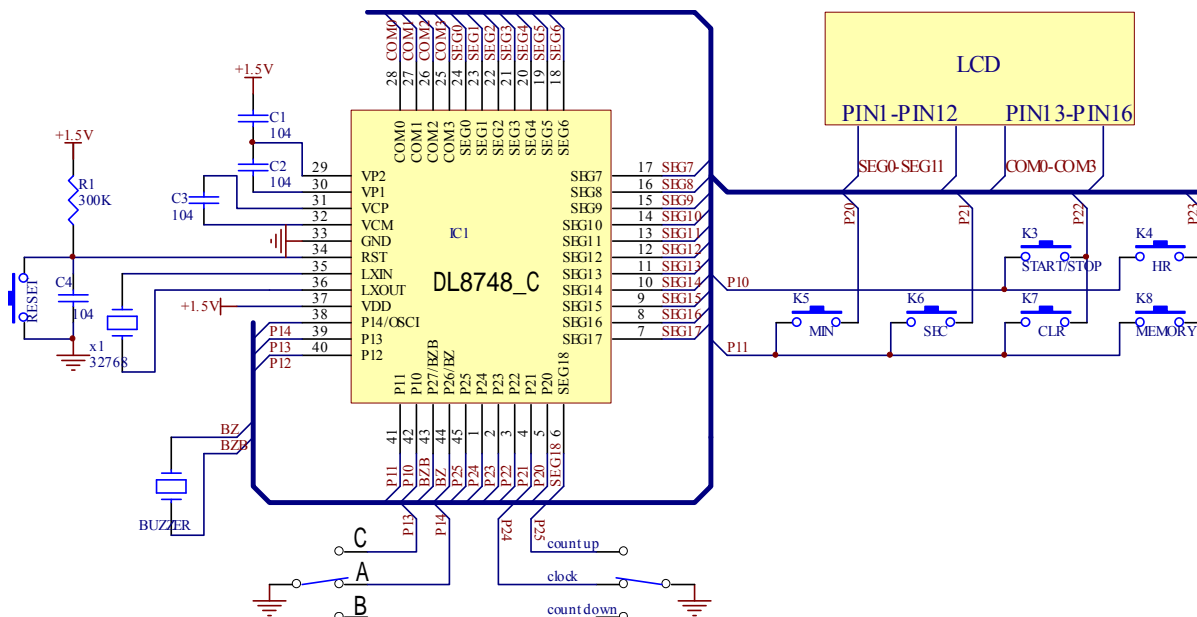 COM0
COM1
COM2
COM3
SEG0
SEG1
SEG2
SEG3
SEG4
SEG5
SEG6
28
27
26
25
24
23
22
21
20
19
18
LCD
PIN1-PIN12
PIN13-PIN16
SEG0-SEG11
COM0-COM3
+1.5V
C1
104
C2
104
C3
104
+1.5V
R1
300K
RESET
C4
104
x1
32768
+1.5V
COM0
COM1
COM2
COM3
SEG0
SEG1
SEG2
SEG3
SEG4
SEG5
SEG6
29 VP2
30 VP1
31 VCP
32 VCM
33 GND
34 RST
35 LXIN
36 LXOUT
37 VDD
38 P14/OSCI
39 P13
40 P12
P14
P13
P12
IC1
DL8748_C
SEG7 17 SEG7
SEG8 16 SEG8
SEG9 15 SEG9
SEG10 14 SEG10
SEG11 13 SEG11
SEG12 12 SEG12
SEG13 11 SEG13
SEG14 10 SEG14
SEG15 9 SEG15
SEG16 8 SEG16
SEG17 7 SEG17
P11
P10
P27/BZB
P26/BZ
P25
P24
P23
P22
P21
P20
SEG18
41
42
43
44
45
1
2
3
4
5
6
P11
P10
BZB
BZ
P25
P24
P23
P22
P21
P20
SEG18
P20
P21
P22
P23
P10
P11
K3
START/STOP
K4
HR
K5
MIN
K6
SEC
K7
CLR
K8
MEMORY
BZ
BZB
BUZZER
P13
P14
P24
P25
C
A
B
count up
clock
count down